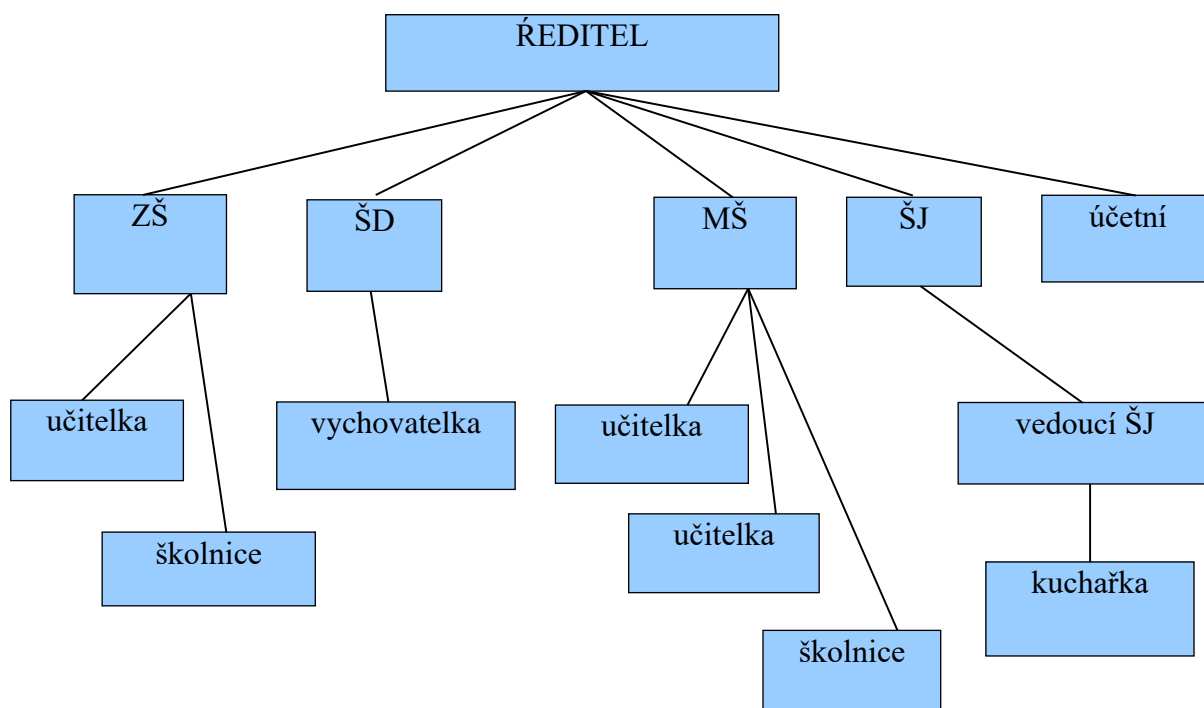 ŔEDITEL
ZŠ
ŠD
MŠ
ŠJ
účetní
učitelka
vychovatelka
učitelka
vedoucí ŠJ
školnice
učitelka
kuchařka
školnice